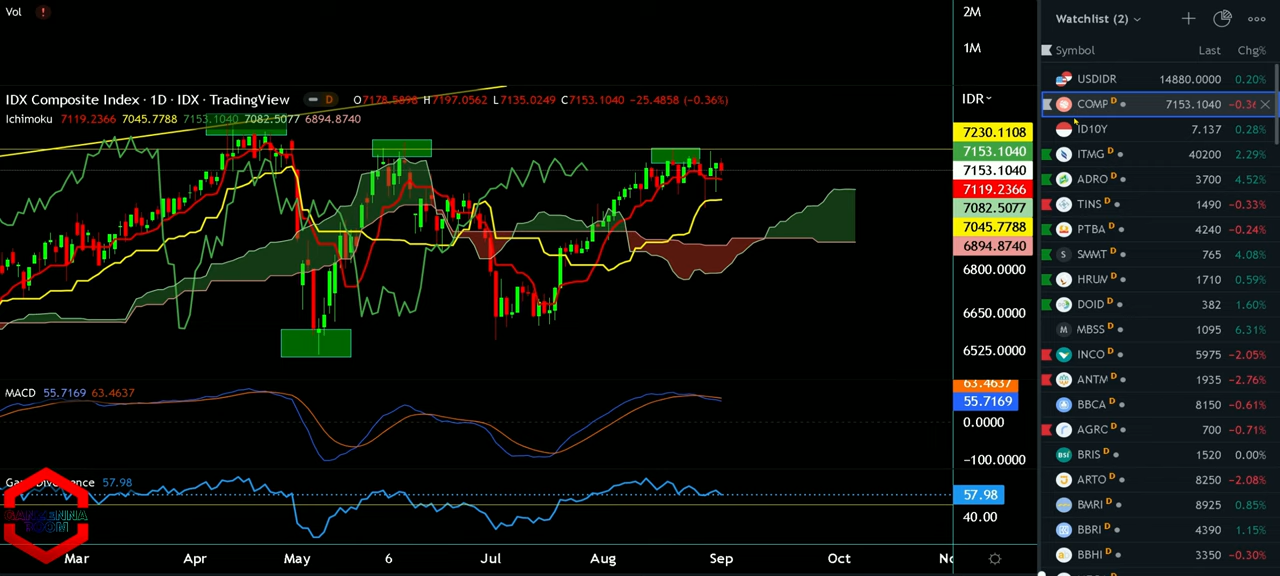 Vol
IDX Composite Index · 1D · IDX · TradingView D O7178.5898 H7197.0562 L7135.0249 C7153.1040 −25.4858 (−0.36%)
Ichimoku 7119.2366 7045.7788 7153.1040 7082.5077 6894.8740
MACD 55.7169 63.4637
57.98
Mar Apr May 6 Jul Aug Sep Oct
2M
1M
IDR
7230.1108
7153.1040
7153.1040
7119.2366
7082.5077
7045.7788
6894.8740
6800.0000
6650.0000
6525.0000
63.4637
55.7169
0.0000
−100.0000
57.98
40.00
Watchlist (2)
Symbol Last Chg%
USDIDR 14880.0000 0.20%
COMP D 7153.1040 −0.36
ID10Y 7.137 0.28%
ITMG D 40200 2.29%
ADRO D 3700 4.52%
TINS D 1490 −0.33%
PTBA D 4240 −0.24%
SMMT D 765 4.08%
HRUM D 1710 0.59%
DOID D 382 1.60%
MBSS D 1095 6.31%
INCO D 5975 −2.05%
ANTM D 1935 −2.76%
BBCA D 8150 −0.61%
AGRC D 700 −0.71%
BRIS D 1520 0.00%
ARTO D 8250 −2.08%
BMRI D 8925 0.85%
BBRI D 4390 1.15%
BBHI D 3350 −0.30%